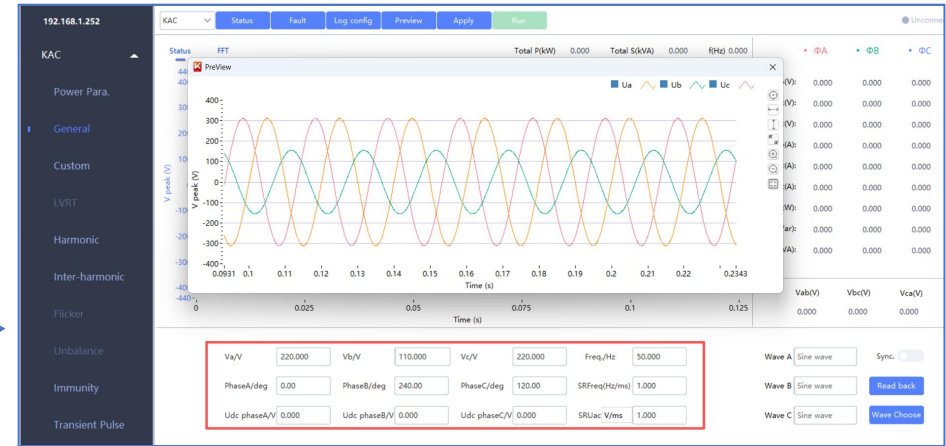 192.168.1.252
KAC
Power Para.
General
Custom
LVRT
Harmonic
Inter-harmonic
Flicker
Unbalance
Immunity
Transient Pulse
KAC Status Fault Log config Preview Apply Run Unconne
Status FFT Total P(kW) 0.000 Total S(kVA) 0.000 f(Hz) 0.000
ΦA ΦB ΦC
PreView
Ua Ub Uc
400
300
200
100
0
-100
-200
-300
-400
V peak (V)
0.0931 0.1 0.11 0.12 0.13 0.14 0.15 0.16 0.17 0.18 0.19 0.2 0.21 0.22 0.2343
Time (s)
V peak (V)
-440
0 0.025 0.05 0.075 0.1 0.125
Time (s)
(V): 0.000 0.000 0.000
(V): 0.000 0.000 0.000
(V): 0.000 0.000 0.000
(A): 0.000 0.000 0.000
(A): 0.000 0.000 0.000
(A): 0.000 0.000 0.000
W): 0.000 0.000 0.000
ar): 0.000 0.000 0.000
VA): 0.000 0.000 0.000
Vab(V) Vbc(V) Vca(V)
0.000 0.000 0.000
Va/V 220.000 Vb/V 110.000 Vc/V 220.000 Freq./Hz 50.000
PhaseA/deg 0.00 PhaseB/deg 240.00 PhaseC/deg 120.00 SRFreq(Hz/ms) 1.000
Udc phaseA/V 0.000 Udc phaseB/V 0.000 Udc phaseC/V 0.000 SRUac V/ms 1.000
Wave A Sine wave Sync.
Wave B Sine wave Read back
Wave C Sine wave Wave Choose